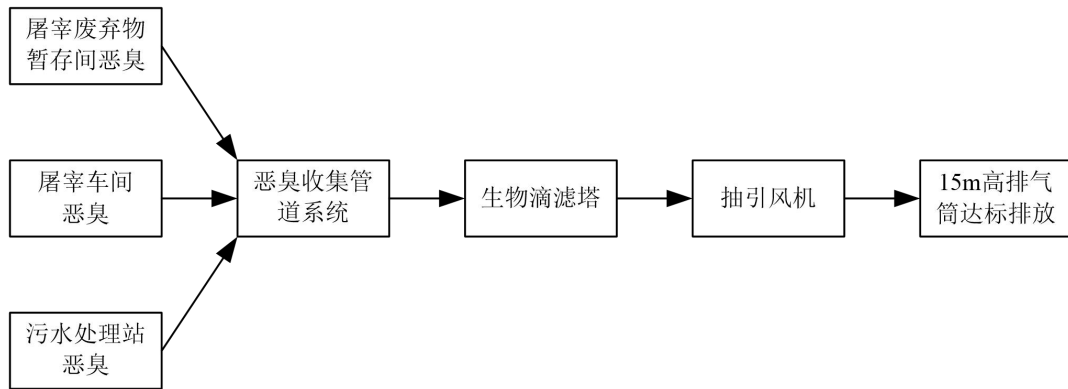 屠宰废弃物
暂存间恶臭
屠宰车间
恶臭
污水处理站
恶臭
恶臭收集管
道系统
生物滴滤塔
抽引风机
15m高排气
筒达标排放